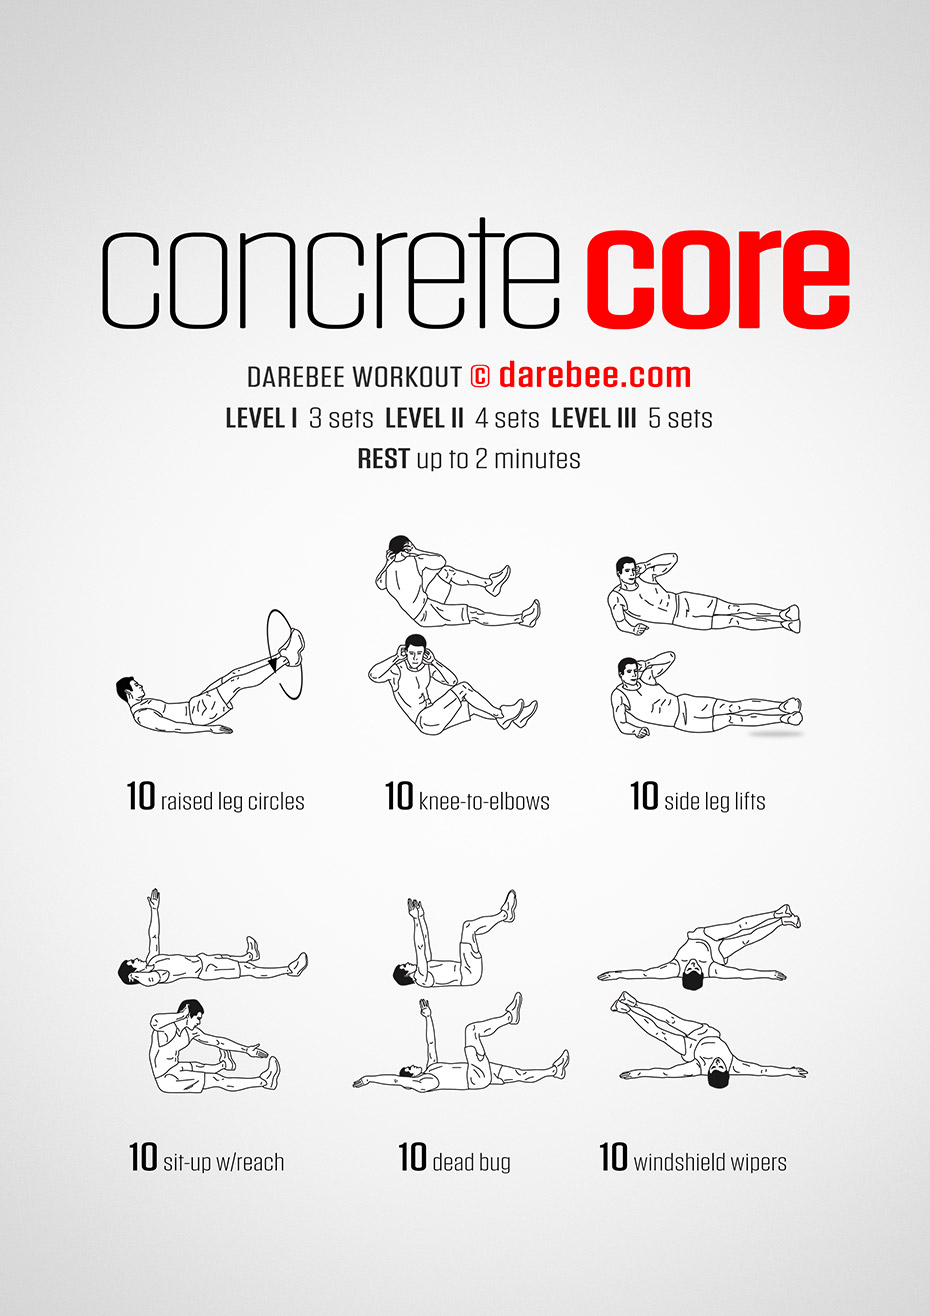 concrete core
DAREBEE WORKOUT © darebee.com
LEVEL I 3 sets LEVEL II 4 sets LEVEL III 5 sets
REST up to 2 minutes
10 raised leg circles
10 knee-to-elbows
10 side leg lifts
10 sit-up w/reach
10 dead bug
10 windshield wipers